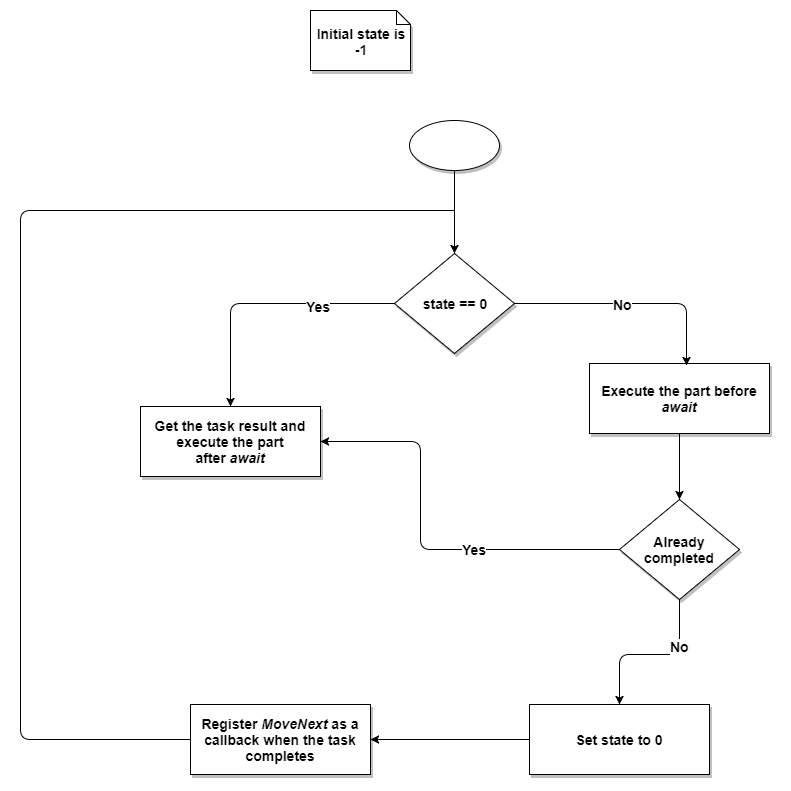 Initial state is
-1
state == 0
Yes
No
Execute the part before
await
Get the task result and
execute the part
after await
Already
completed
Yes
No
Register MoveNext as a
callback when the task
completes
Set state to 0